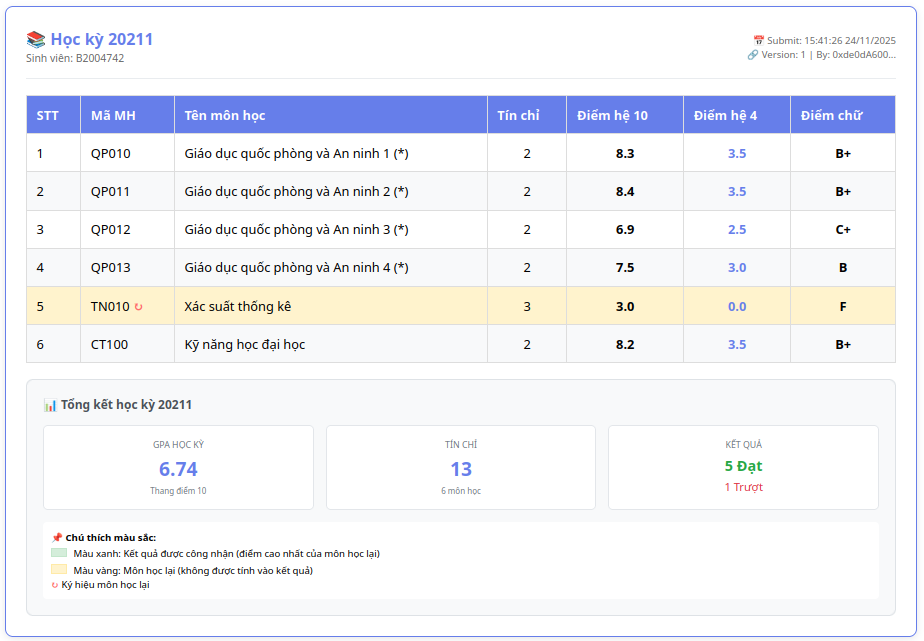 📚 Học kỳ 20211
Sinh viên: B2004742
📅 Submit: 15:41:26 24/11/2025
🔗 Version: 1 | By: 0xde0dA600...
STT Mã MH Tên môn học Tín chỉ Điểm hệ 10 Điểm hệ 4 Điểm chữ
1 QP010 Giáo dục quốc phòng và An ninh 1 (*) 2 8.3 3.5 B+
2 QP011 Giáo dục quốc phòng và An ninh 2 (*) 2 8.4 3.5 B+
3 QP012 Giáo dục quốc phòng và An ninh 3 (*) 2 6.9 2.5 C+
4 QP013 Giáo dục quốc phòng và An ninh 4 (*) 2 7.5 3.0 B
5 TN010 ↻ Xác suất thống kê 3 3.0 0.0 F
6 CT100 Kỹ năng học đại học 2 8.2 3.5 B+
📊 Tổng kết học kỳ 20211
GPA HỌC KỲ
6.74
Thang điểm 10
TÍN CHỈ
13
6 môn học
KẾT QUẢ
5 Đạt
1 Trượt
📌 Chú thích màu sắc:
Màu xanh: Kết quả được công nhận (điểm cao nhất của môn học lại)
Màu vàng: Môn học lại (không được tính vào kết quả)
↻ Ký hiệu môn học lại